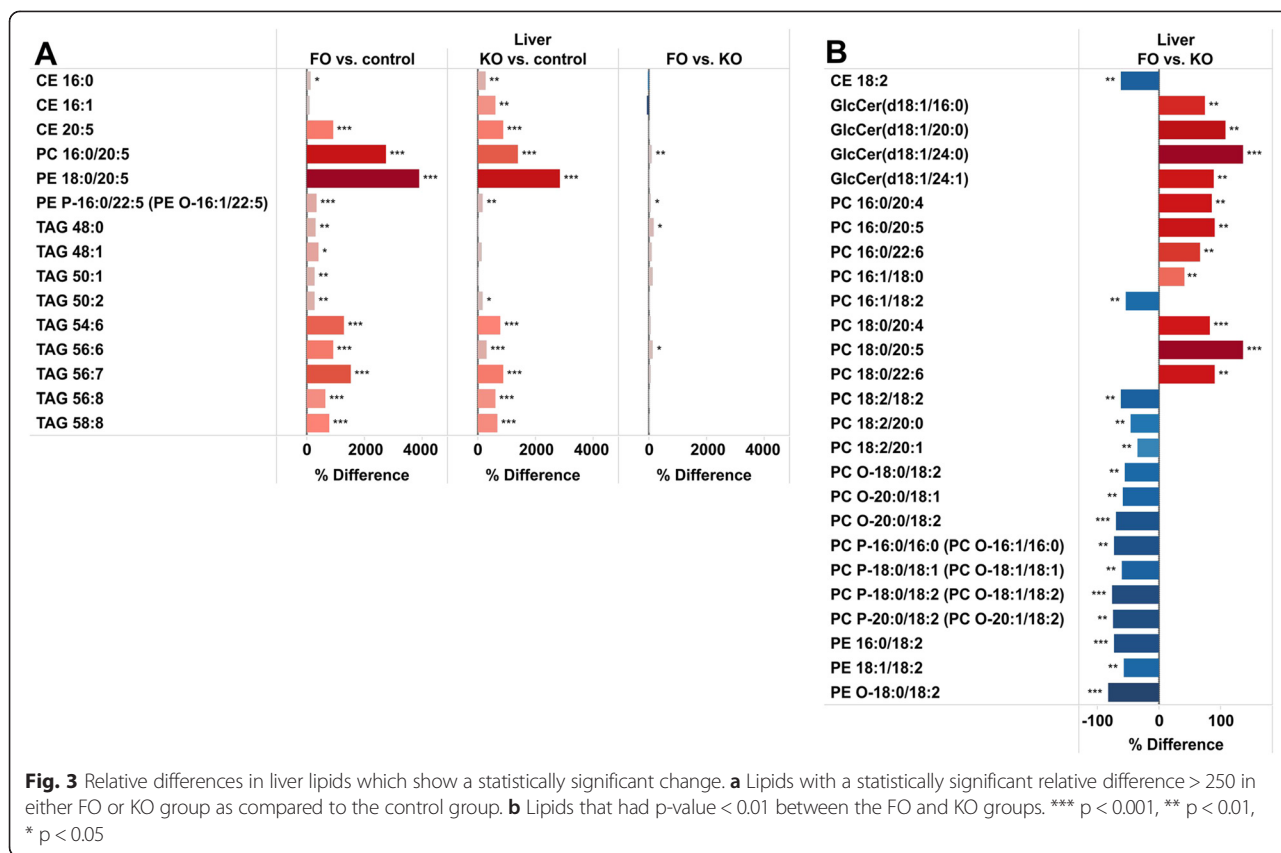 A
Liver
FO vs. control KO vs. control FO vs. KO
CE 16:0 * **
CE 16:1 **
CE 20:5 *** ***
PC 16:0/20:5 *** *** **
PE 18:0/20:5 *** ***
PE P-16:0/22:5 (PE O-16:1/22:5) *** ** *
TAG 48:0 ** *
TAG 48:1 *
TAG 50:1 **
TAG 50:2 ** *
TAG 54:6 *** ***
TAG 56:6 *** *** *
TAG 56:7 *** ***
TAG 56:8 *** ***
TAG 58:8 *** ***
0 2000 4000 0 2000 4000 0 2000 4000
% Difference % Difference % Difference
B
Liver
FO vs. KO
CE 18:2 **
GlcCer(d18:1/16:0) **
GlcCer(d18:1/20:0) **
GlcCer(d18:1/24:0) ***
GlcCer(d18:1/24:1) **
PC 16:0/20:4 **
PC 16:0/20:5 **
PC 16:0/22:6 **
PC 16:1/18:0 **
PC 16:1/18:2 **
PC 18:0/20:4 ***
PC 18:0/20:5 ***
PC 18:0/22:6 **
PC 18:2/18:2 **
PC 18:2/20:0 **
PC 18:2/20:1 **
PC O-18:0/18:2 **
PC O-20:0/18:1 **
PC O-20:0/18:2 ***
PC P-16:0/16:0 (PC O-16:1/16:0) **
PC P-18:0/18:1 (PC O-18:1/18:1) **
PC P-18:0/18:2 (PC O-18:1/18:2) ***
PC P-20:0/18:2 (PC O-20:1/18:2) **
PE 16:0/18:2 ***
PE 18:1/18:2 **
PE O-18:0/18:2 ***
-100 0 100
% Difference
Fig. 3 Relative differences in liver lipids which show a statistically significant change. a Lipids with a statistically significant relative difference > 250 in
either FO or KO group as compared to the control group. b Lipids that had p-value < 0.01 between the FO and KO groups. *** p < 0.001, ** p < 0.01,
* p < 0.05